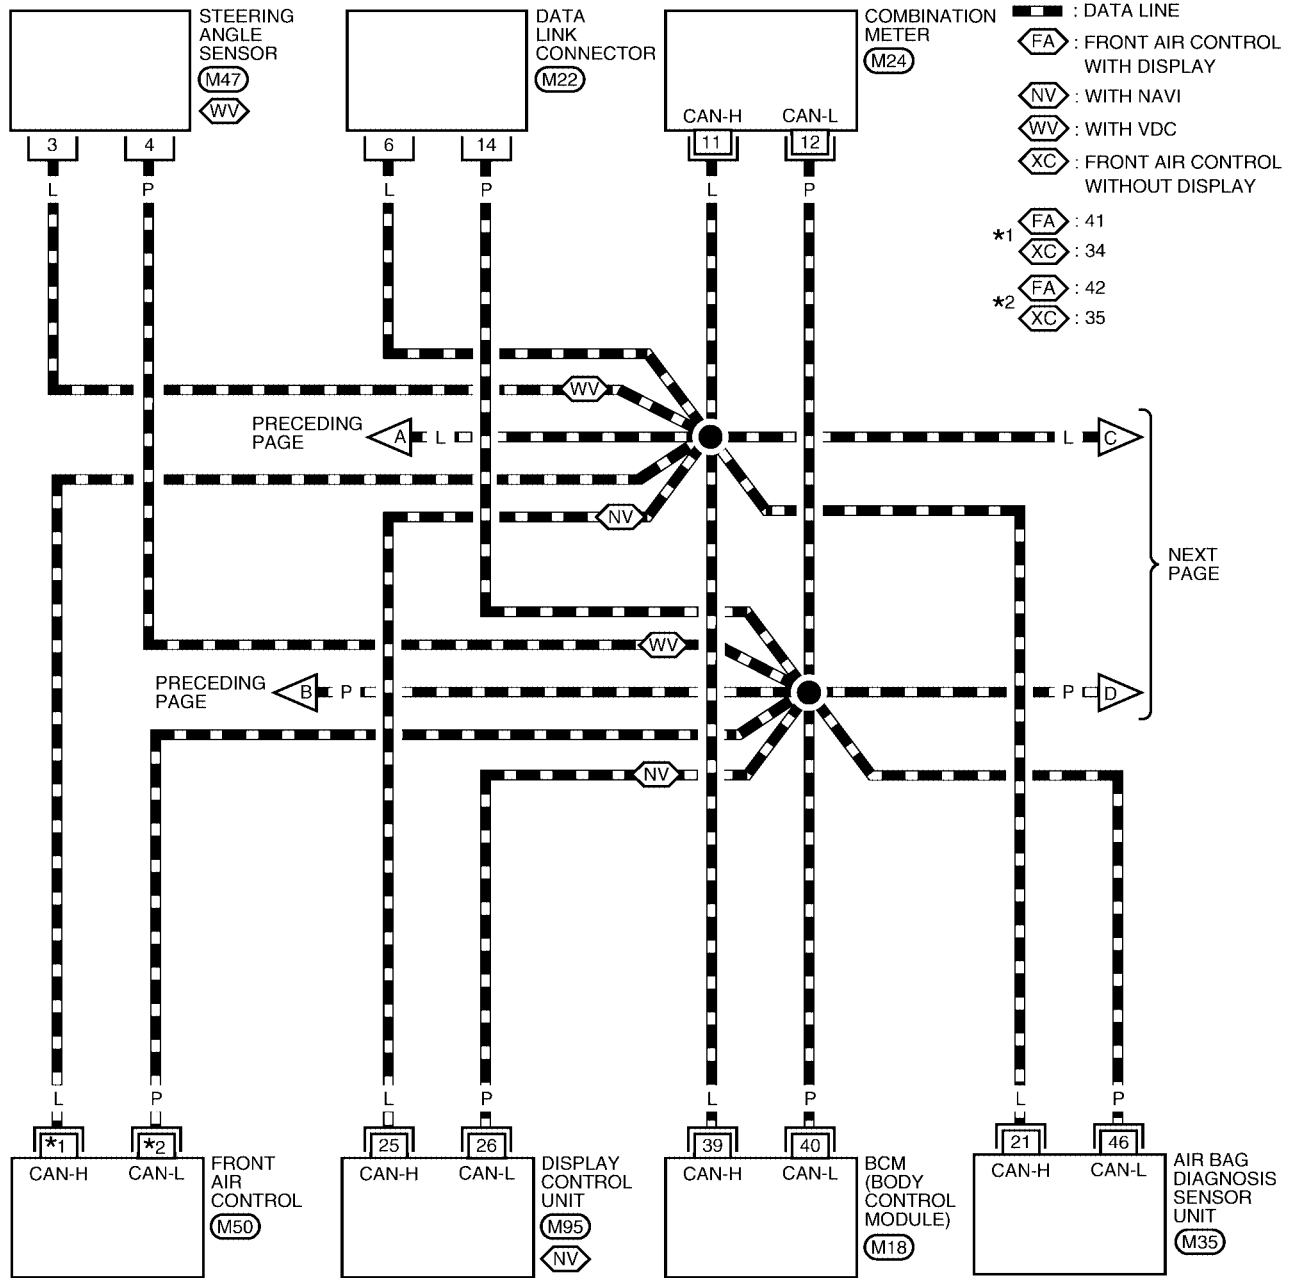 STEERING
ANGLE
SENSOR
M47
WV
DATA
LINK
CONNECTOR
M22
COMBINATION
METER
M24
CAN-H
CAN-L
: DATA LINE
FA : FRONT AIR CONTROL
WITH DISPLAY
NV : WITH NAVI
WV : WITH VDC
XC : FRONT AIR CONTROL
WITHOUT DISPLAY
*1
FA : 41
XC : 34
*2
FA : 42
XC : 35
3
4
6
14
11
12
L
P
L
P
L
P
WV
PRECEDING
PAGE
A
L
L
C
NV
NEXT
PAGE
WV
PRECEDING
PAGE
B
P
P
D
NV
L
P
L
P
L
P
L
P
*1
*2
25
26
39
40
21
46
CAN-H
CAN-L
FRONT
AIR
CONTROL
M50
CAN-H
CAN-L
DISPLAY
CONTROL
UNIT
M95
NV
CAN-H
CAN-L
BCM
(BODY
CONTROL
MODULE)
M18
CAN-H
CAN-L
AIR BAG
DIAGNOSIS
SENSOR
UNIT
M35